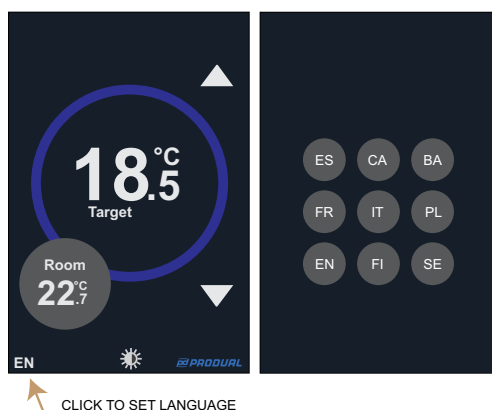 18.5 °C
Target
Room
22.7 °C
EN
PRODUAL
CLICK TO SET LANGUAGE
ES CA BA
FR IT PL
EN FI SE